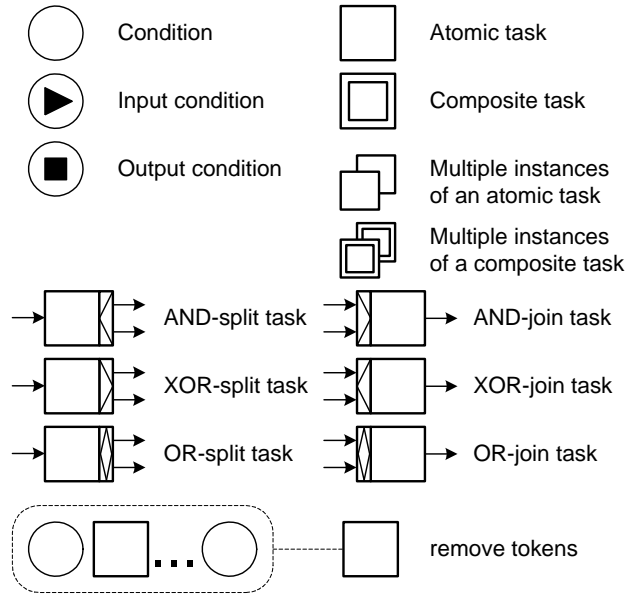 Condition
Atomic task
Input condition
Composite task
Output condition
Multiple instances
of an atomic task
Multiple instances
of a composite task
AND-split task
AND-join task
XOR-split task
XOR-join task
OR-split task
OR-join task
remove tokens